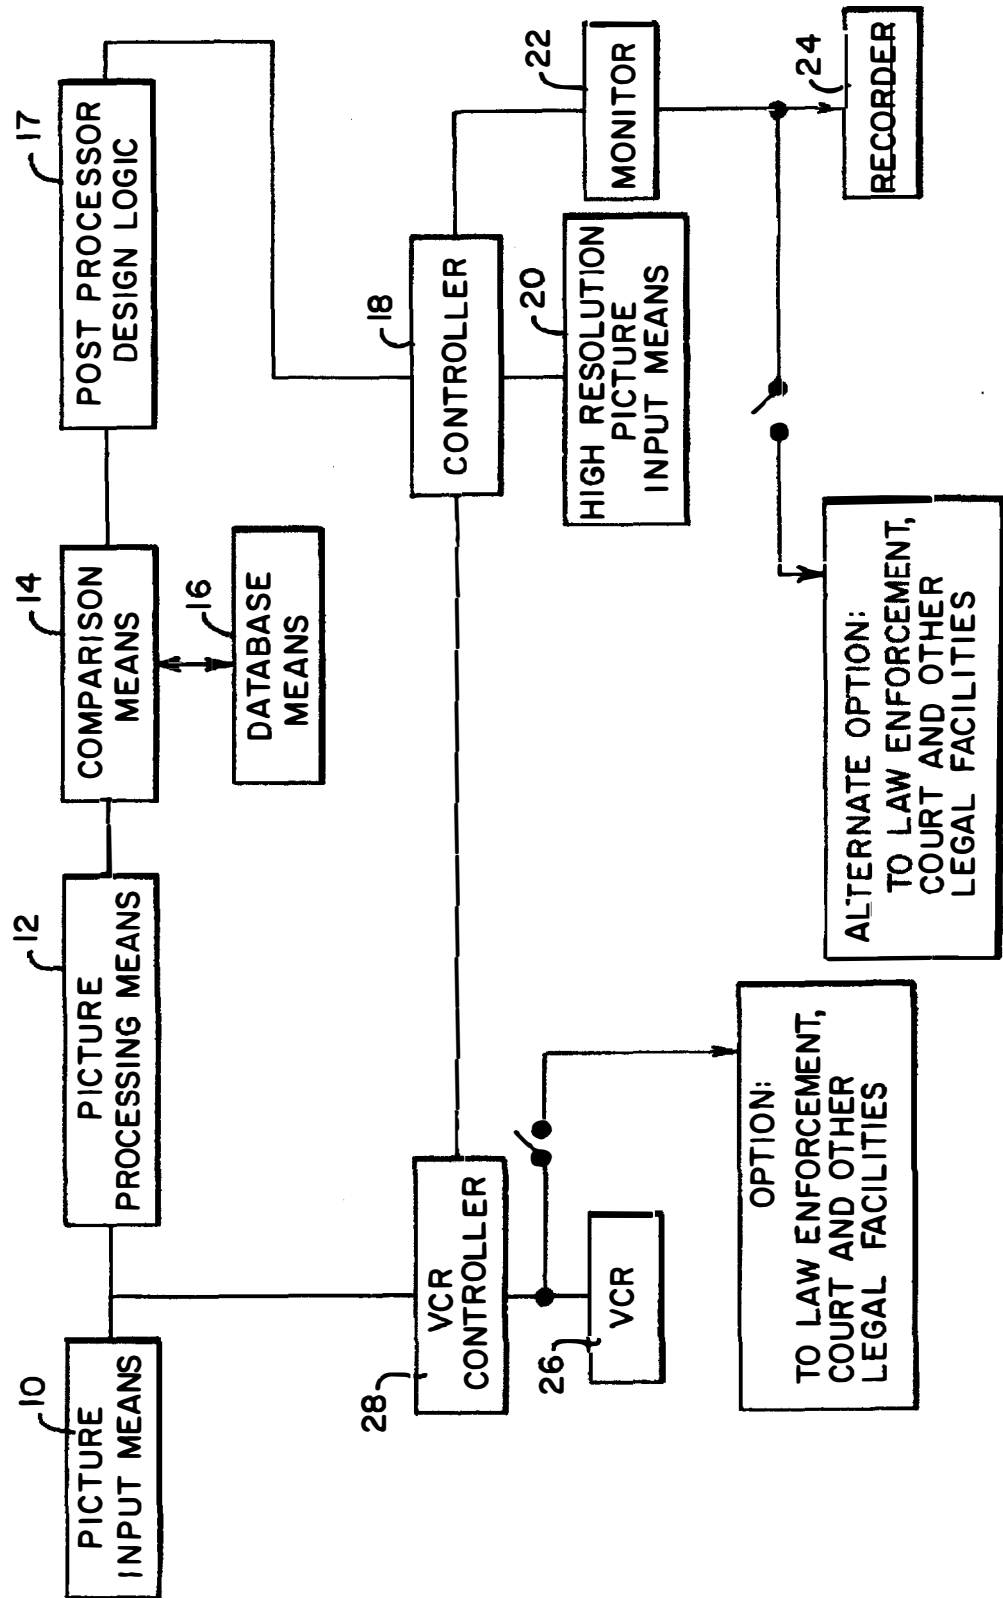 10
PICTURE
INPUT MEANS
12
PICTURE
PROCESSING MEANS
14
COMPARISON
MEANS
16
DATABASE
MEANS
17
POST PROCESSOR
DESIGN LOGIC
28
VCR
CONTROLLER
26
VCR
18
CONTROLLER
20
HIGH RESOLUTION
PICTURE
INPUT MEANS
22
MONITOR
24
RECORDER
OPTION:
TO LAW ENFORCEMENT,
COURT AND OTHER
LEGAL FACILITIES
ALTERNATE OPTION:
TO LAW ENFORCEMENT,
COURT AND OTHER
LEGAL FACILITIES